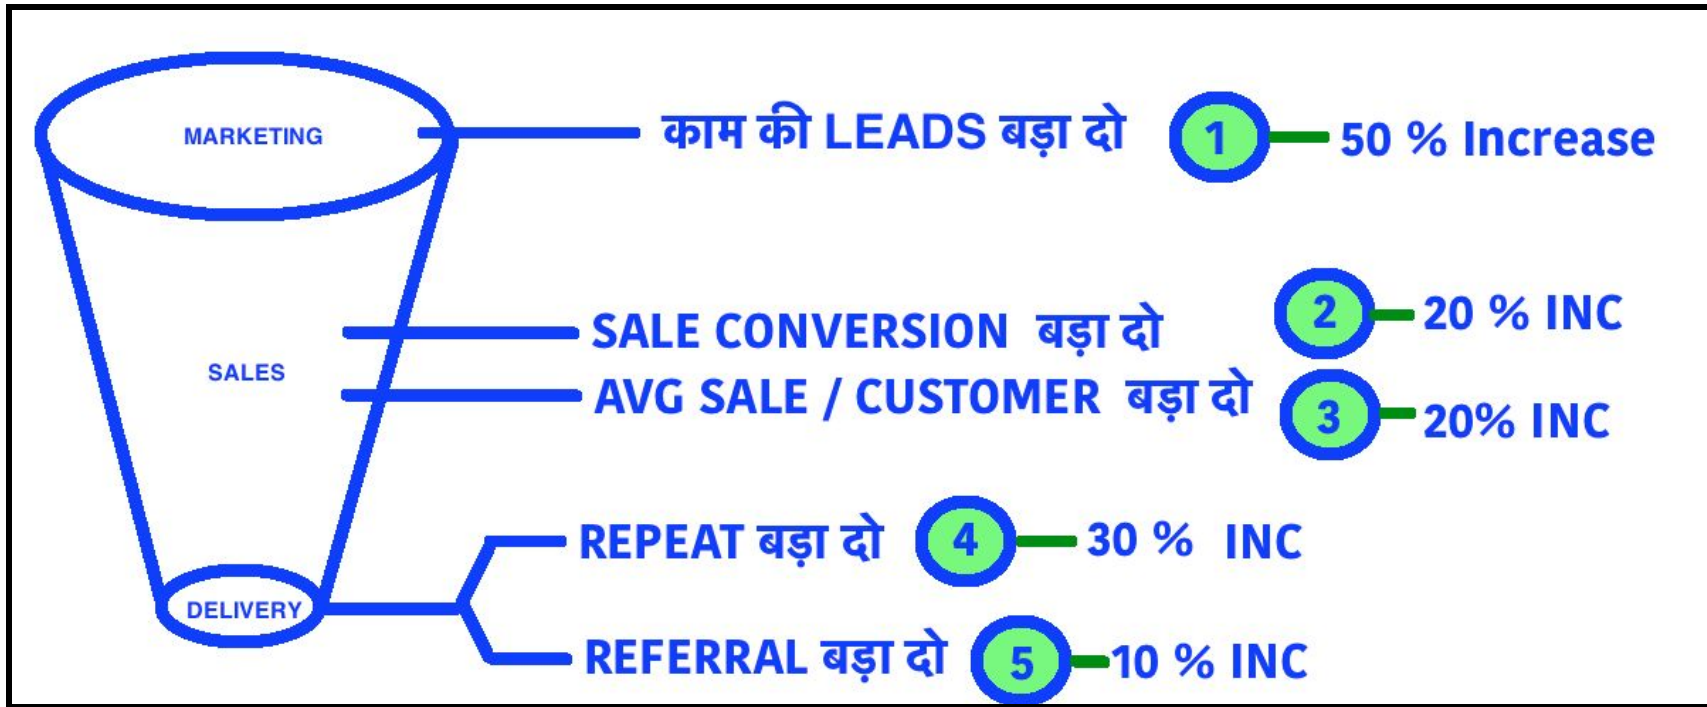 MARKETING
काम की LEADS बड़ा दो 1 50 % Increase
SALES
SALE CONVERSION बड़ा दो 2 20 % INC
AVG SALE / CUSTOMER बड़ा दो 3 20% INC
DELIVERY
REPEAT बड़ा दो 4 30 % INC
REFERRAL बड़ा दो 5 10 % INC